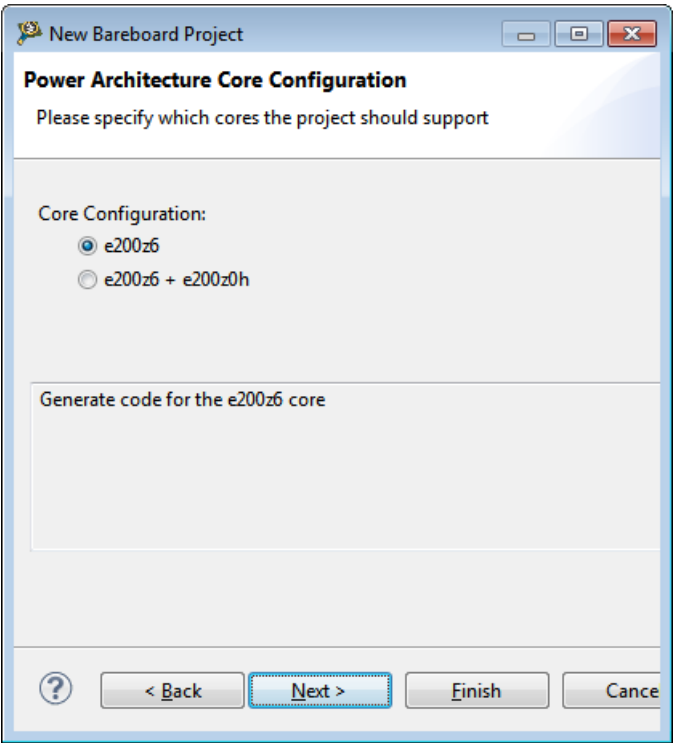 New Bareboard Project
Power Architecture Core Configuration
Please specify which cores the project should support
Core Configuration:
e200z6
e200z6 + e200z0h
Generate code for the e200z6 core
?
< Back
Next >
Finish
Cance